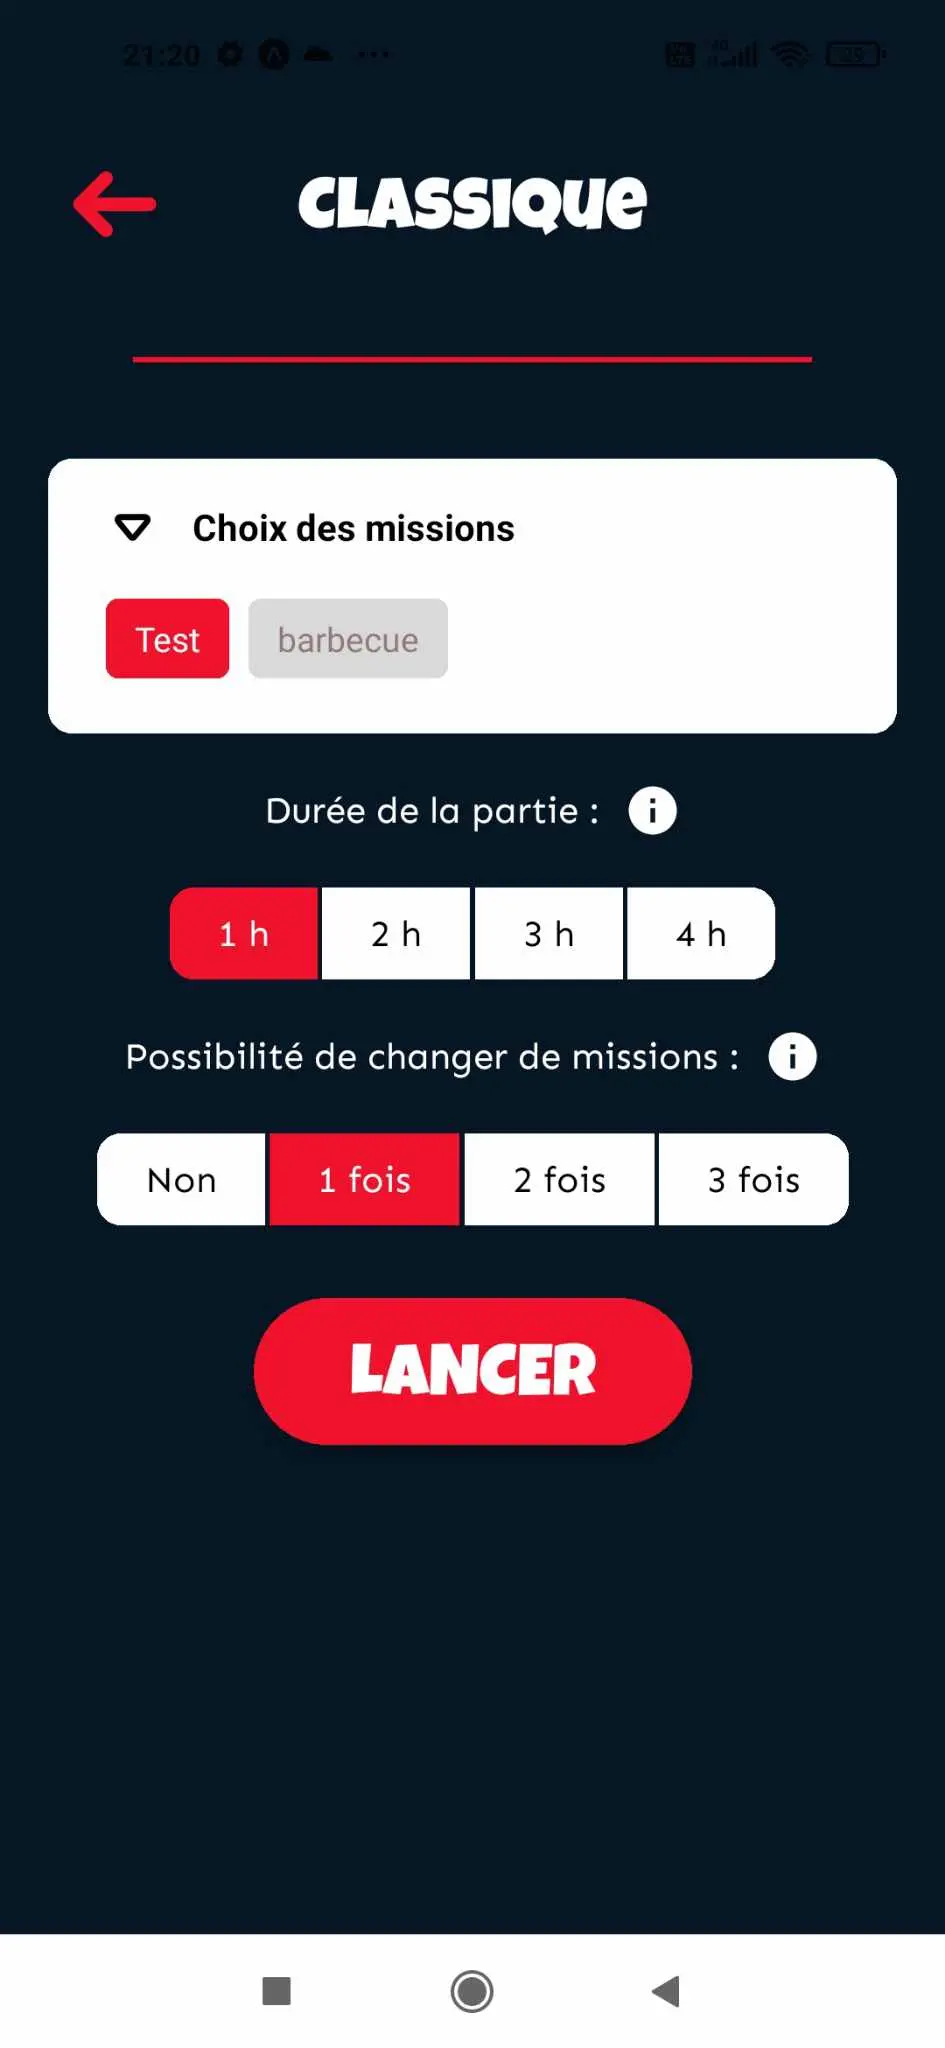 21:20
CLASSIQUE
Choix des missions
Test barbecue
Durée de la partie : i
1 h 2 h 3 h 4 h
Possibilité de changer de missions : i
Non 1 fois 2 fois 3 fois
LANCER